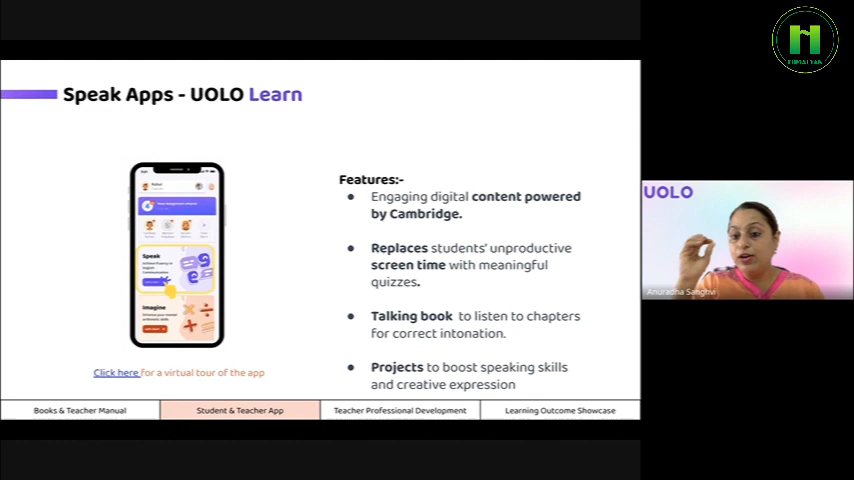 Speak Apps - UOLO Learn
Features:-
Engaging digital content powered
by Cambridge.
Replaces students' unproductive
screen time with meaningful
quizzes.
Talking book to listen to chapters
for correct intonation.
Projects to boost speaking skills
and creative expression
Speak
Imagine
Click here for a virtual tour of the app
Books & Teacher Manual
Student & Teacher App
Teacher Professional Development
Learning Outcome Showcase
UOLO
Anuradha Sanghvi